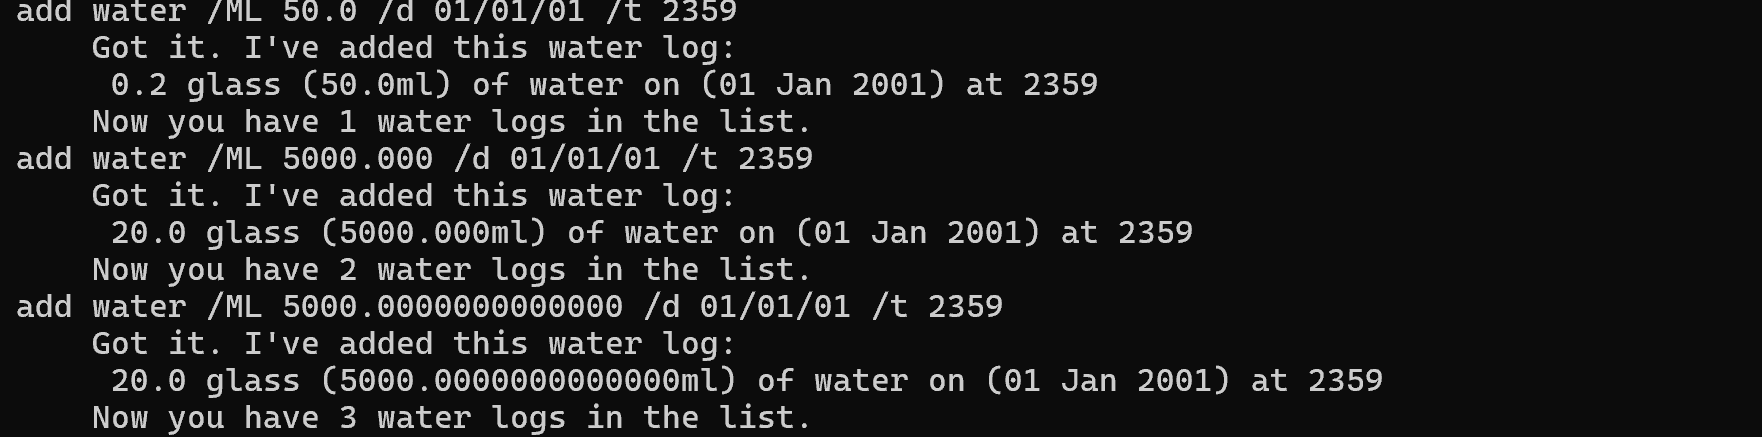 add water /ML 50.0 /d 01/01/01 /t 2359
Got it. I've added this water log:
0.2 glass (50.0ml) of water on (01 Jan 2001) at 2359
Now you have 1 water logs in the list.
add water /ML 5000.000 /d 01/01/01 /t 2359
Got it. I've added this water log:
20.0 glass (5000.000ml) of water on (01 Jan 2001) at 2359
Now you have 2 water logs in the list.
add water /ML 5000.0000000000000 /d 01/01/01 /t 2359
Got it. I've added this water log:
20.0 glass (5000.0000000000000ml) of water on (01 Jan 2001) at 2359
Now you have 3 water logs in the list.